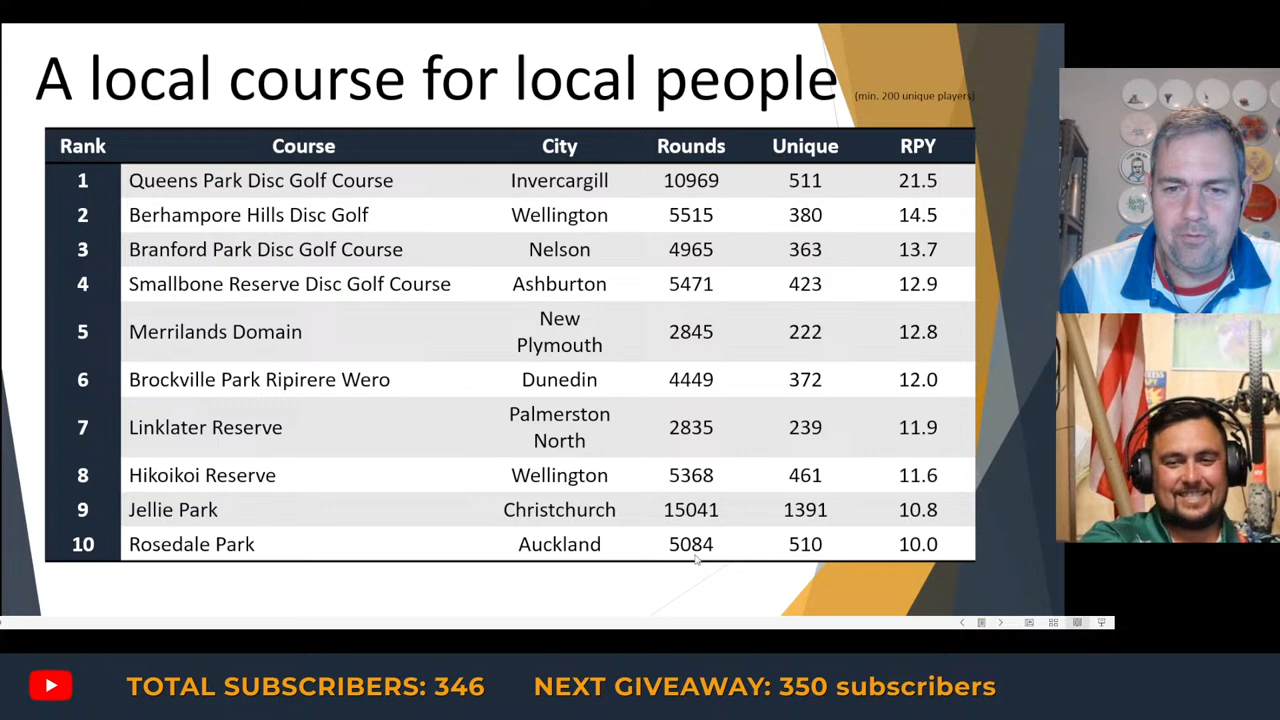 A local course for local people (min. 200 unique players)
Rank Course City Rounds Unique RPY
1 Queens Park Disc Golf Course Invercargill 10969 511 21.5
2 Berhampore Hills Disc Golf Wellington 5515 380 14.5
3 Branford Park Disc Golf Course Nelson 4965 363 13.7
4 Smallbone Reserve Disc Golf Course Ashburton 5471 423 12.9
5 Merrilands Domain New Plymouth 2845 222 12.8
6 Brockville Park Ripirere Wero Dunedin 4449 372 12.0
7 Linklater Reserve Palmerston North 2835 239 11.9
8 Hikoikoi Reserve Wellington 5368 461 11.6
9 Jellie Park Christchurch 15041 1391 10.8
10 Rosedale Park Auckland 5084 510 10.0
TOTAL SUBSCRIBERS: 346 NEXT GIVEAWAY: 350 subscribers